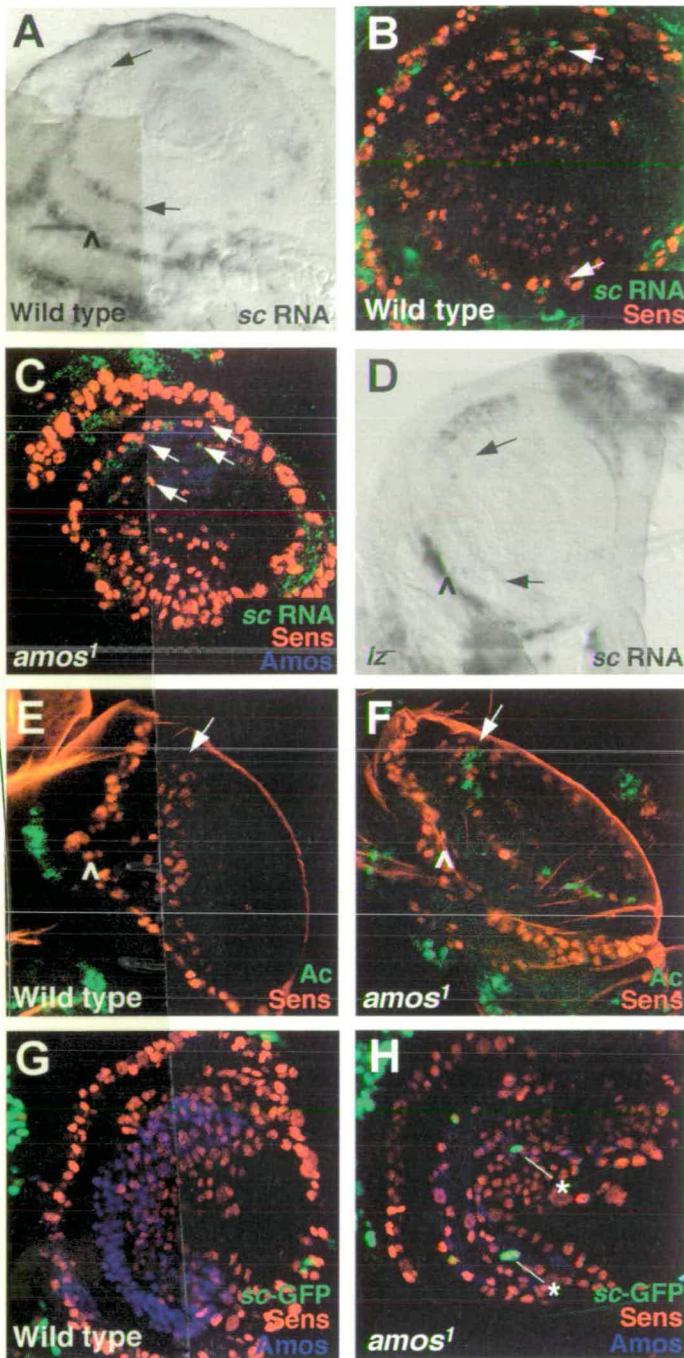 A
B
^
Wild type
sc RNA
Wild type
sc RNA
Sens
C
D
^
amos¹
sc RNA
Sens
Amos
lz⁻
sc RNA
E
F
^
^
Wild type
Ac
Sens
amos¹
Ac
Sens
G
H
*
*
Wild type
sc-GFP
Sens
Amos
amos¹
sc-GFP
Sens
Amos